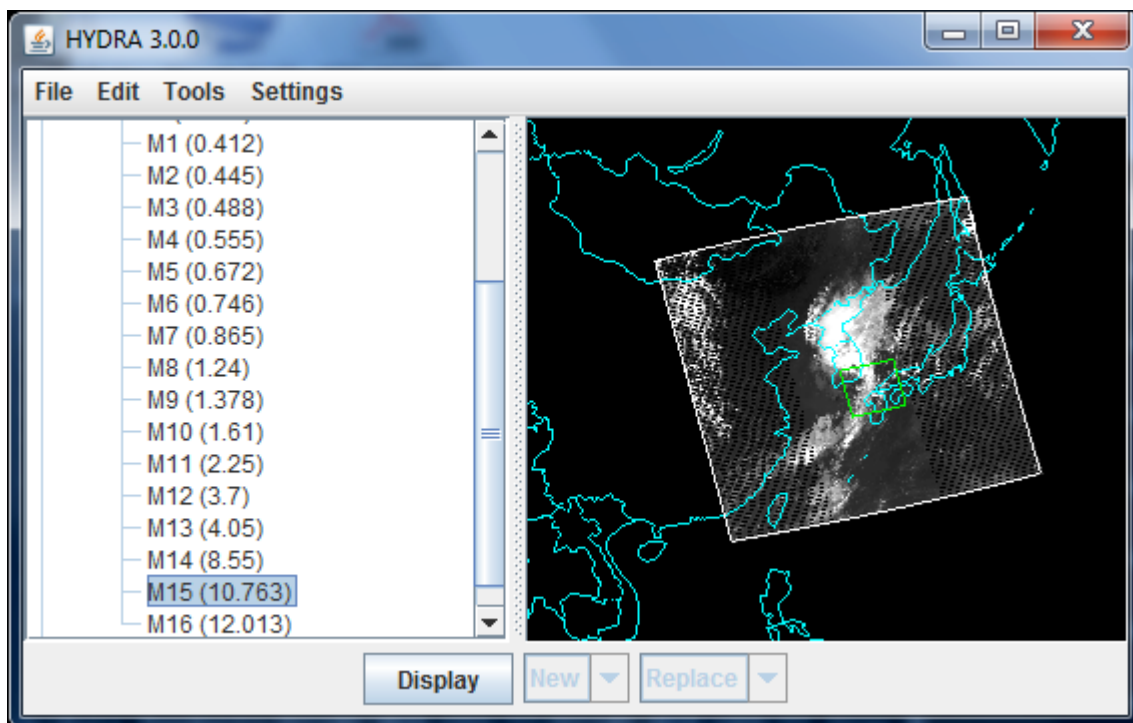 HYDRA 3.0.0
File Edit Tools Settings
M1 (0.412)
M2 (0.445)
M3 (0.488)
M4 (0.555)
M5 (0.672)
M6 (0.746)
M7 (0.865)
M8 (1.24)
M9 (1.378)
M10 (1.61)
M11 (2.25)
M12 (3.7)
M13 (4.05)
M14 (8.55)
M15 (10.763)
M16 (12.013)
Display New Replace